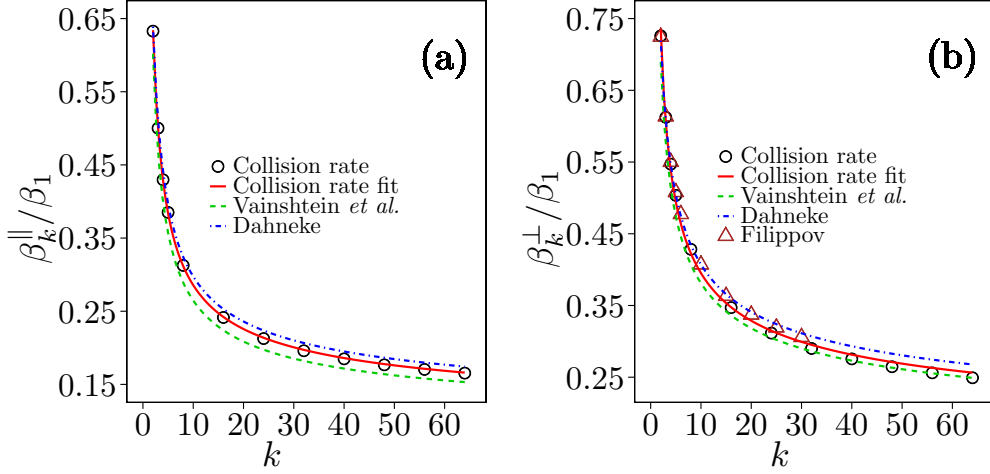 (a)
β_k^∥/β_1
0.65
0.55
0.45
0.35
0.25
0.15
Collision rate
Collision rate fit
Vainshtein et al.
Dahneke
0 10 20 30 40 50 60
k
(b)
β_k^⊥/β_1
0.75
0.65
0.55
0.45
0.35
0.25
Collision rate
Collision rate fit
Vainshtein et al.
Dahneke
Filippov
0 10 20 30 40 50 60
k